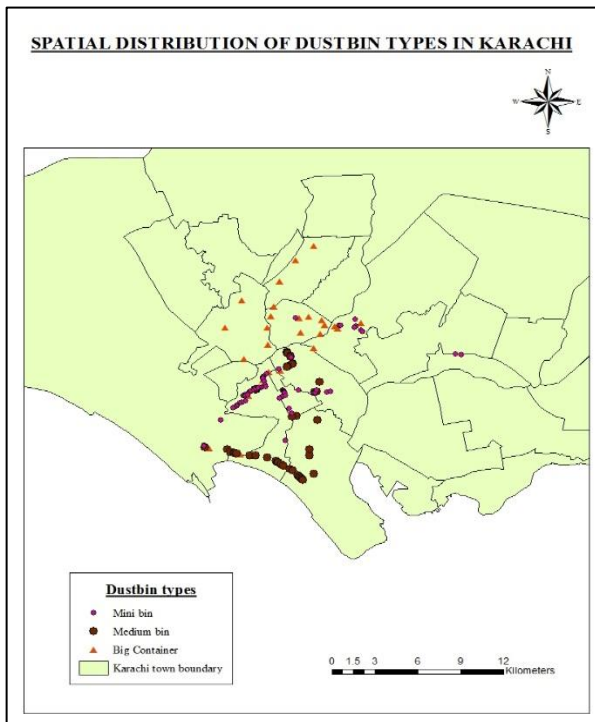 SPATIAL DISTRIBUTION OF DUSTBIN TYPES IN KARACHI
N
W E
S
Dustbin types
Mini bin
Medium bin
Big Container
Karachi town boundary
0 1.5 3 6 9 12
Kilometers